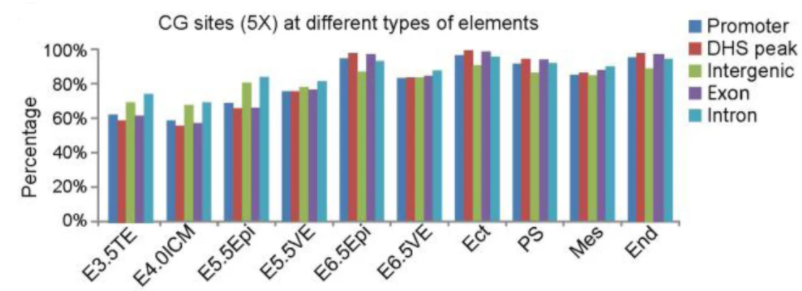 CG sites (5X) at different types of elements
Percentage
100%
80%
60%
40%
20%
0%
E3.5TE
E4.0ICM
E5.5Epi
E5.5VE
E6.5Epi
E6.5VE
Ect
PS
Mes
End
Promoter
DHS peak
Intergenic
Exon
Intron